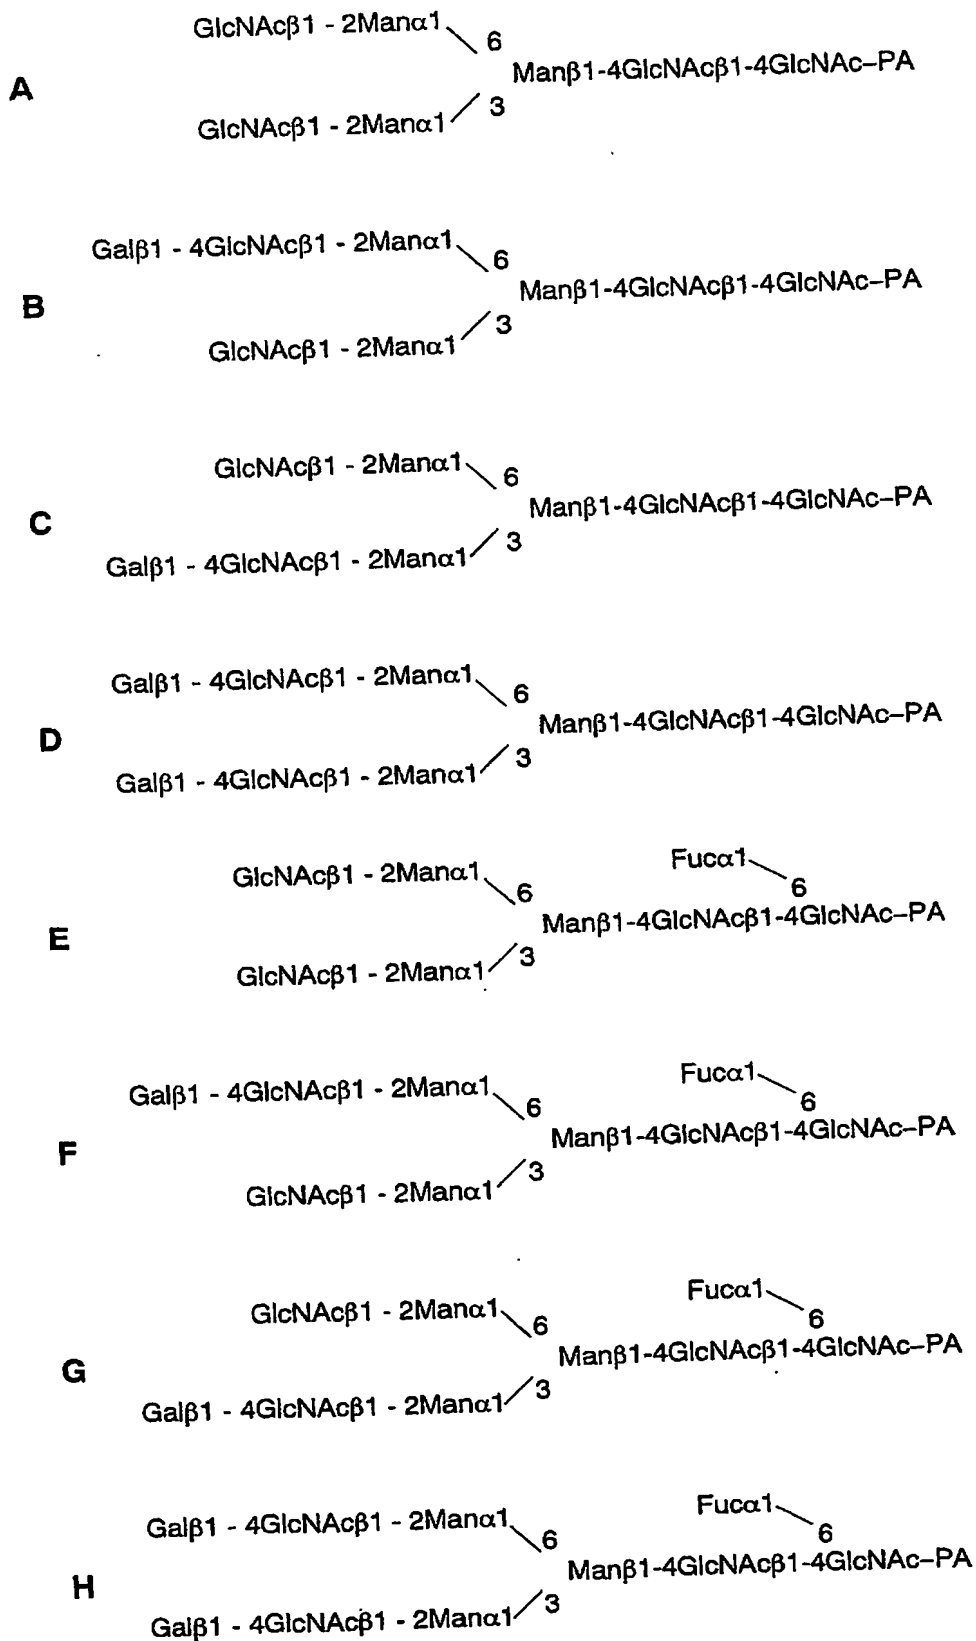 GlcNAcβ1 - 2Manα1
6
A
Manβ1-4GlcNAcβ1-4GlcNAc–PA
3
GlcNAcβ1 - 2Manα1
Galβ1 - 4GlcNAcβ1 - 2Manα1
6
B
Manβ1-4GlcNAcβ1-4GlcNAc–PA
3
GlcNAcβ1 - 2Manα1
GlcNAcβ1 - 2Manα1
6
C
Manβ1-4GlcNAcβ1-4GlcNAc–PA
3
Galβ1 - 4GlcNAcβ1 - 2Manα1
Galβ1 - 4GlcNAcβ1 - 2Manα1
6
D
Manβ1-4GlcNAcβ1-4GlcNAc–PA
3
Galβ1 - 4GlcNAcβ1 - 2Manα1
Fucα1
GlcNAcβ1 - 2Manα1
6
6
E
Manβ1-4GlcNAcβ1-4GlcNAc–PA
3
GlcNAcβ1 - 2Manα1
Fucα1
Galβ1 - 4GlcNAcβ1 - 2Manα1
6
6
F
Manβ1-4GlcNAcβ1-4GlcNAc–PA
3
GlcNAcβ1 - 2Manα1
Fucα1
GlcNAcβ1 - 2Manα1
6
6
G
Manβ1-4GlcNAcβ1-4GlcNAc–PA
3
Galβ1 - 4GlcNAcβ1 - 2Manα1
Fucα1
Galβ1 - 4GlcNAcβ1 - 2Manα1
6
6
H
Manβ1-4GlcNAcβ1-4GlcNAc–PA
3
Galβ1 - 4GlcNAcβ1 - 2Manα1